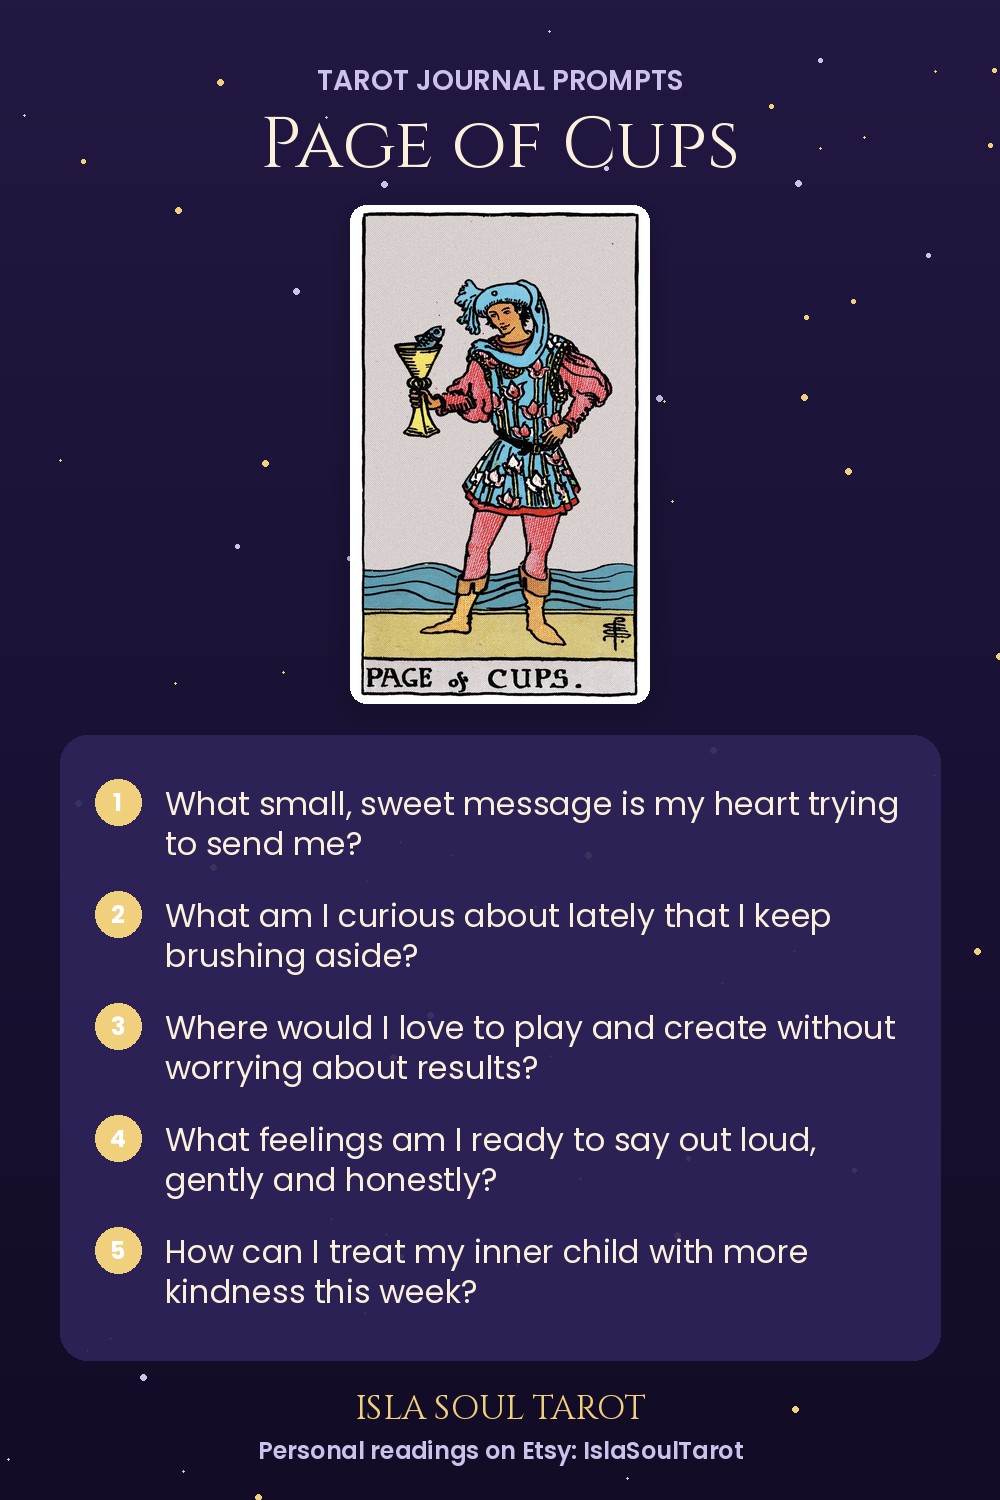 TAROT JOURNAL PROMPTS
PAGE OF CUPS
PAGE of CUPS.
1 What small, sweet message is my heart trying
to send me?
2 What am I curious about lately that I keep
brushing aside?
3 Where would I love to play and create without
worrying about results?
4 What feelings am I ready to say out loud,
gently and honestly?
5 How can I treat my inner child with more
kindness this week?
ISLA SOUL TAROT
Personal readings on Etsy: IslaSoulTarot